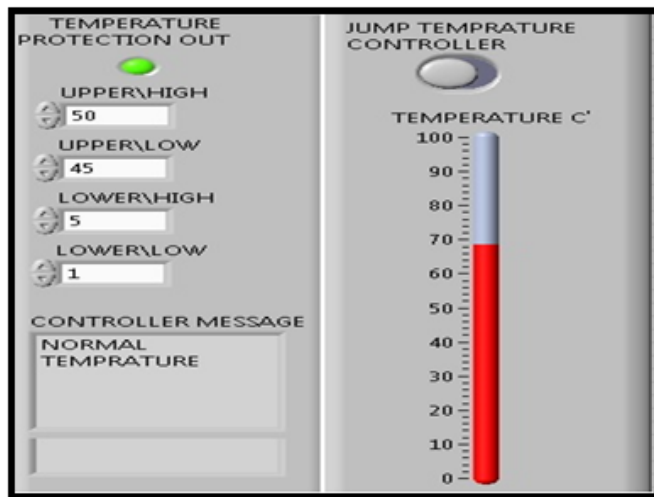 TEMPERATURE
PROTECTION OUT
UPPER\HIGH
50
UPPER\LOW
45
LOWER\HIGH
5
LOWER\LOW
1
CONTROLLER MESSAGE
NORMAL
TEMPRATURE
JUMP TEMPRATURE
CONTROLLER
TEMPERATURE C'
100
90
80
70
60
50
40
30
20
10
0